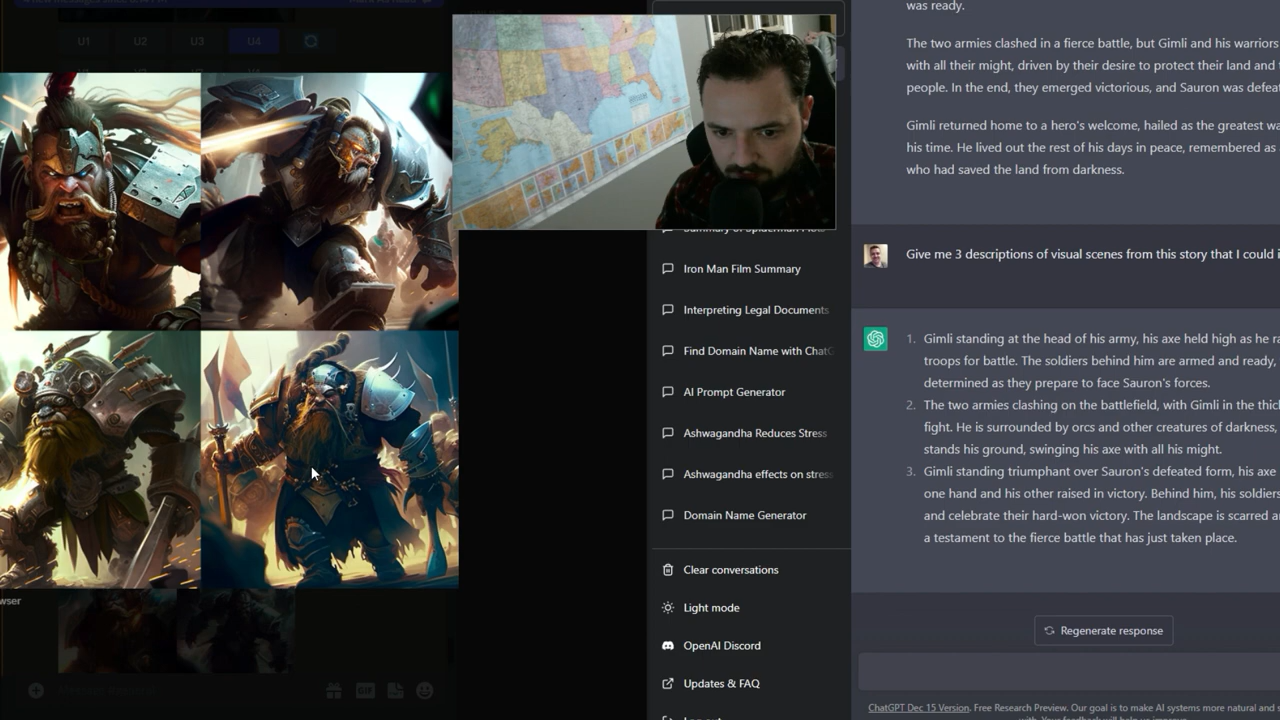 U1 U2 U3 U4
was ready.
The two armies clashed in a fierce battle, but Gimli and his warriors
with all their might, driven by their desire to protect their land and
people. In the end, they emerged victorious, and Sauron was defea
Gimli returned home to a hero's welcome, hailed as the greatest wa
his time. He lived out the rest of his days in peace, remembered as
who had saved the land from darkness.
Iron Man Film Summary
Interpreting Legal Documents
Find Domain Name with ChatG
AI Prompt Generator
Ashwagandha Reduces Stress
Ashwagandha effects on stress
Domain Name Generator
Clear conversations
Light mode
OpenAI Discord
Updates & FAQ
Give me 3 descriptions of visual scenes from this story that I could i
1. Gimli standing at the head of his army, his axe held high as he ra
troops for battle. The soldiers behind him are armed and ready,
determined as they prepare to face Sauron's forces.
2. The two armies clashing on the battlefield, with Gimli in the thick
fight. He is surrounded by orcs and other creatures of darkness,
stands his ground, swinging his axe with all his might.
3. Gimli standing triumphant over Sauron's defeated form, his axe
one hand and his other raised in victory. Behind him, his soldiers
and celebrate their hard-won victory. The landscape is scarred a
a testament to the fierce battle that has just taken place.
Regenerate response
ChatGPT Dec 15 Version. Free Research Preview. Our goal is to make AI systems more natural and s
wser
GIF